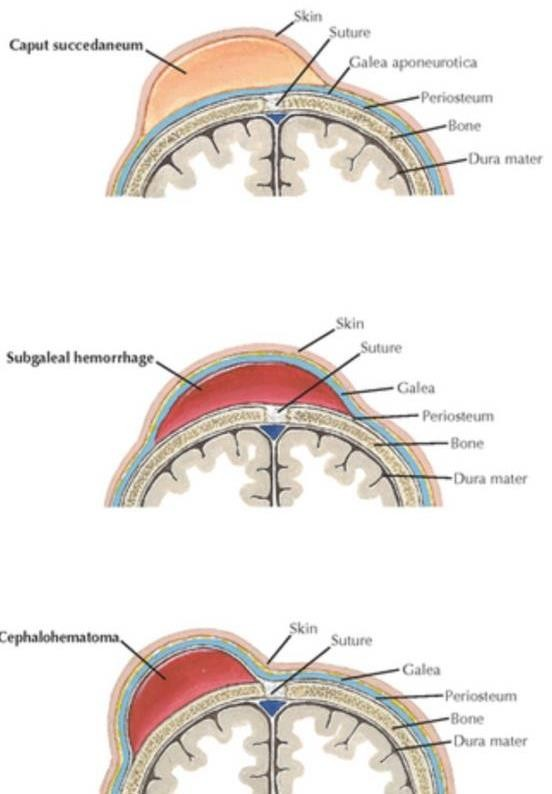 Skin
Suture
Caput succedaneum
Galea aponeurotica
Periosteum
Bone
Dura mater
Skin
Suture
Subgaleal hemorrhage
Galea
Periosteum
Bone
Dura mater
Skin
Suture
Cephalohematoma
Galea
Periosteum
Bone
Dura mater